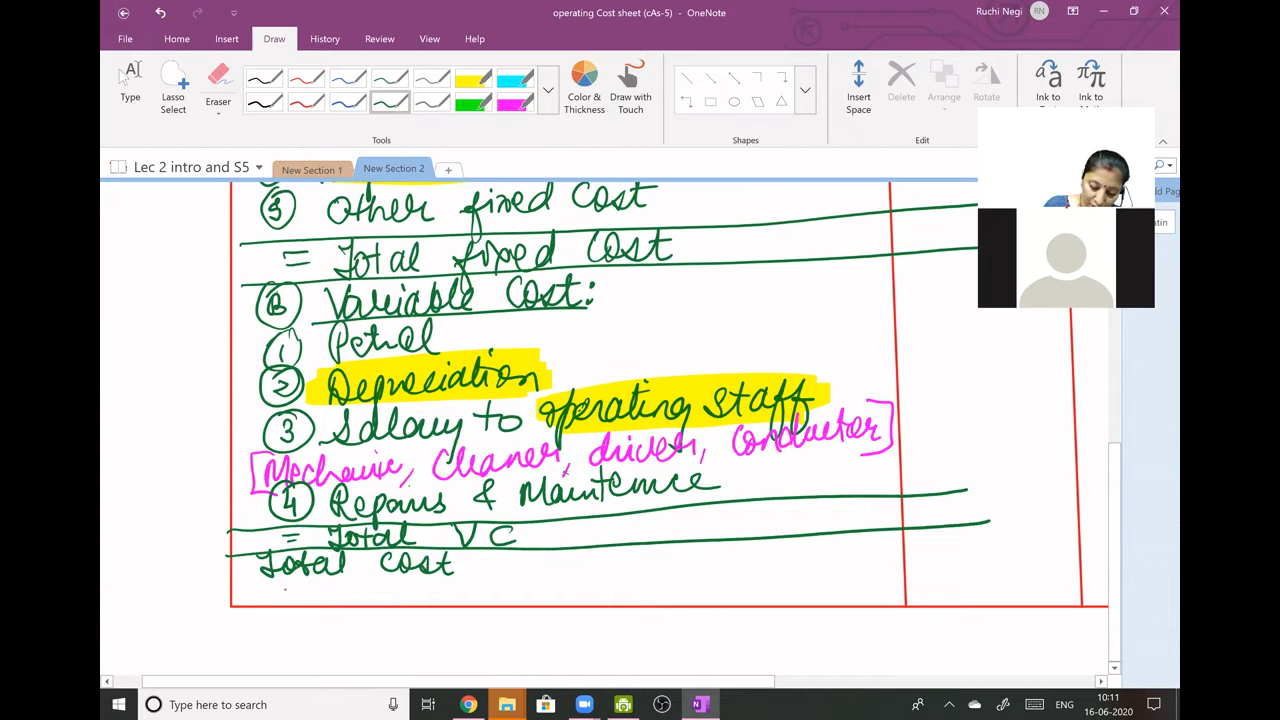 operating Cost sheet (cAs-5) - OneNote
Ruchi Negi RN
File Home Insert Draw History Review View Help
Type
Lasso Select
Eraser
Color & Thickness
Draw with Touch
Insert Space
Delete
Arrange
Rotate
Ink to
Ink to
Tools
Shapes
Edit
Lec 2 intro and S5
New Section 1
New Section 2
5 Other fixed Cost
= Total fixed Cost
B Variable Cost:
1 Petrol
2 Depreciation
3 Salary to operating staff
[Mechanic, Cleaner, driver, Conductor]
4 Repairs & Maintence
= Total VC
Total Cost
Type here to search
ENG
10:11
16-06-2020